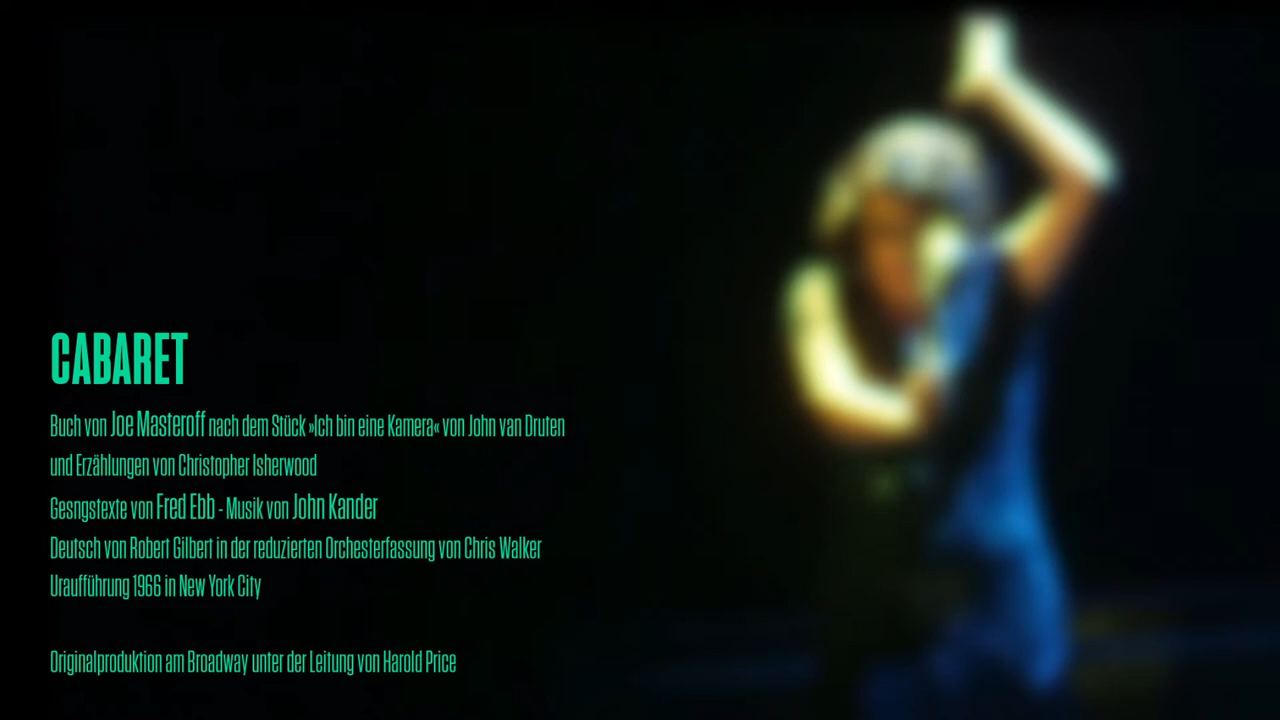 CABARET
Buch von Joe Masteroff nach dem Stück »Ich bin eine Kamera« von John van Druten
und Erzählungen von Christopher Isherwood
Gesngstexte von Fred Ebb - Musik von John Kander
Deutsch von Robert Gilbert in der reduzierten Orchesterfassung von Chris Walker
Uraufführung 1966 in New York City
Originalproduktion am Broadway unter der Leitung von Harold Price